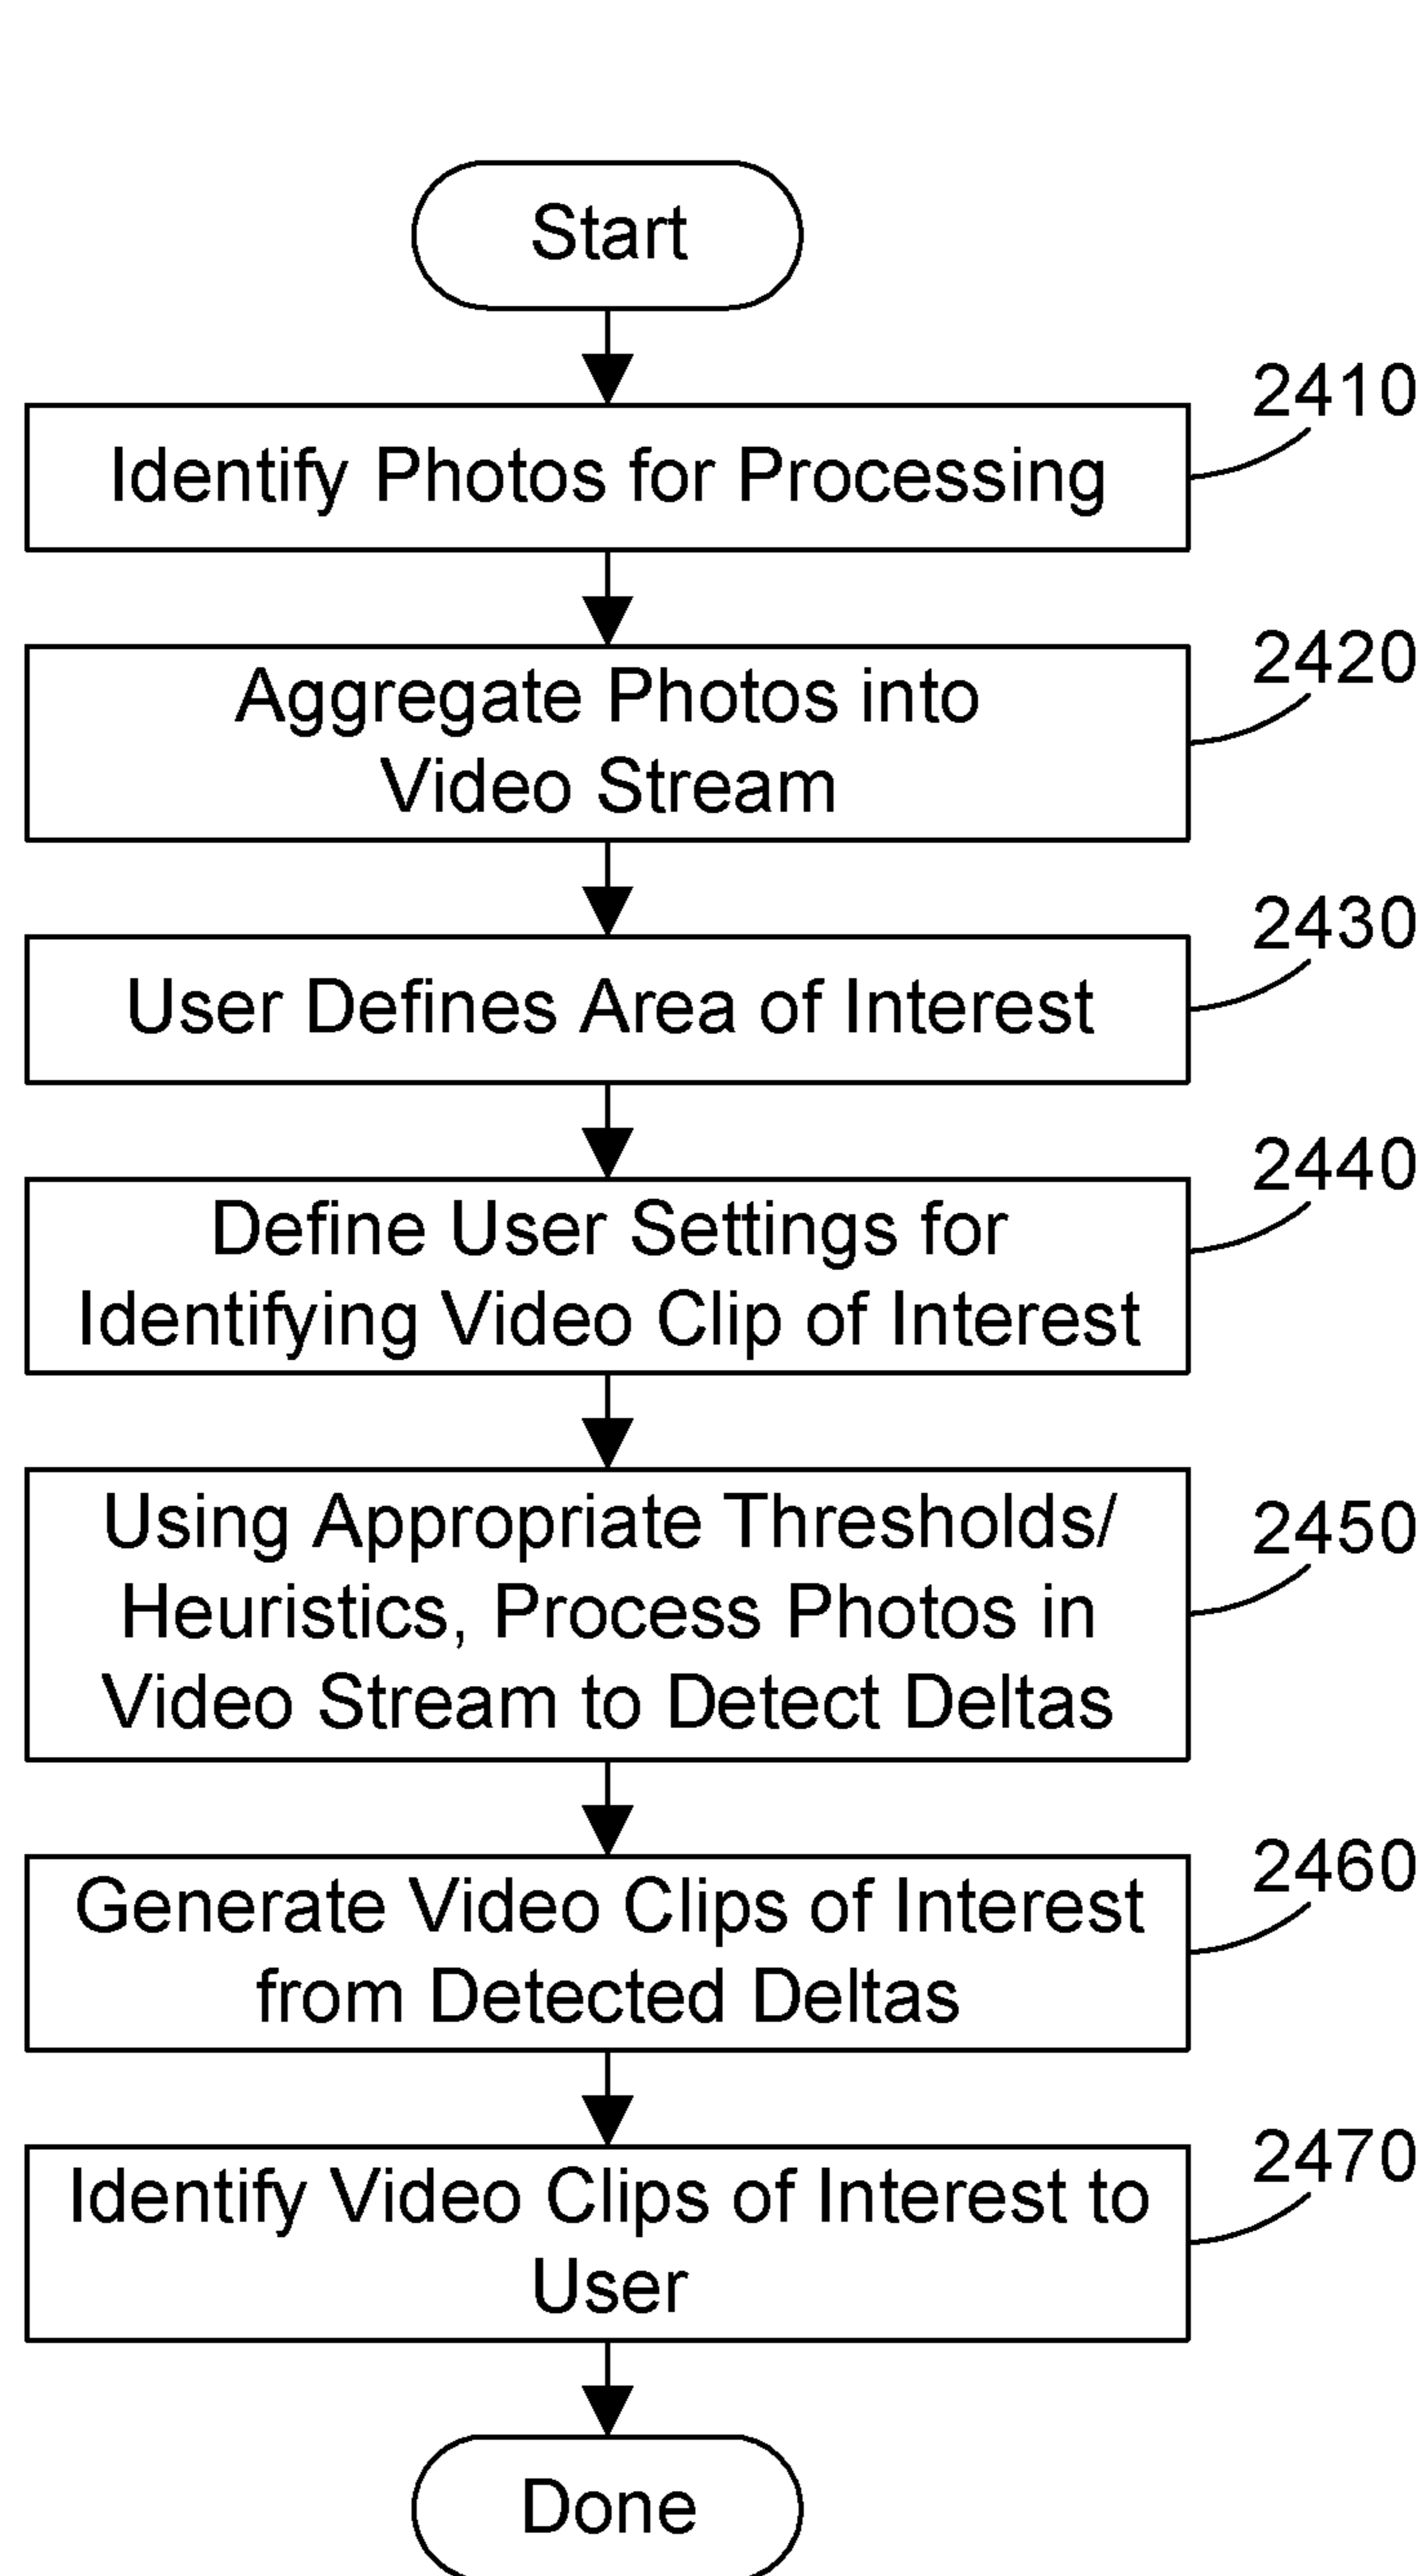 Start
2410
Identify Photos for Processing
2420
Aggregate Photos into
Video Stream
2430
User Defines Area of Interest
2440
Define User Settings for
Identifying Video Clip of Interest
2450
Using Appropriate Thresholds/
Heuristics, Process Photos in
Video Stream to Detect Deltas
2460
Generate Video Clips of Interest
from Detected Deltas
2470
Identify Video Clips of Interest to
User
Done